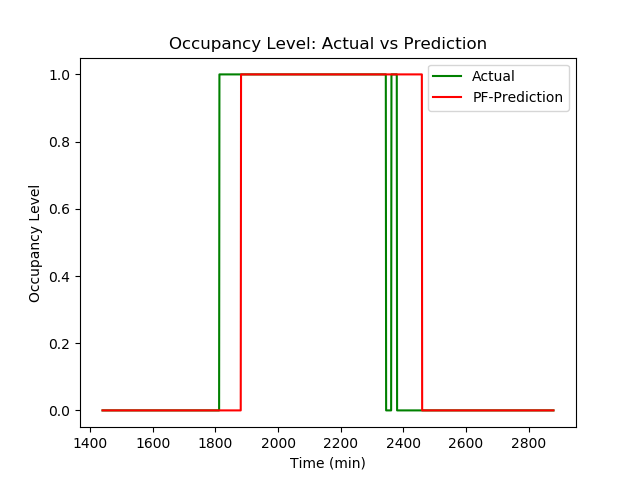 Occupancy Level: Actual vs Prediction
Actual
PF-Prediction
1.0
0.8
0.6
0.4
0.2
0.0
Occupancy Level
1400 1600 1800 2000 2200 2400 2600 2800
Time (min)